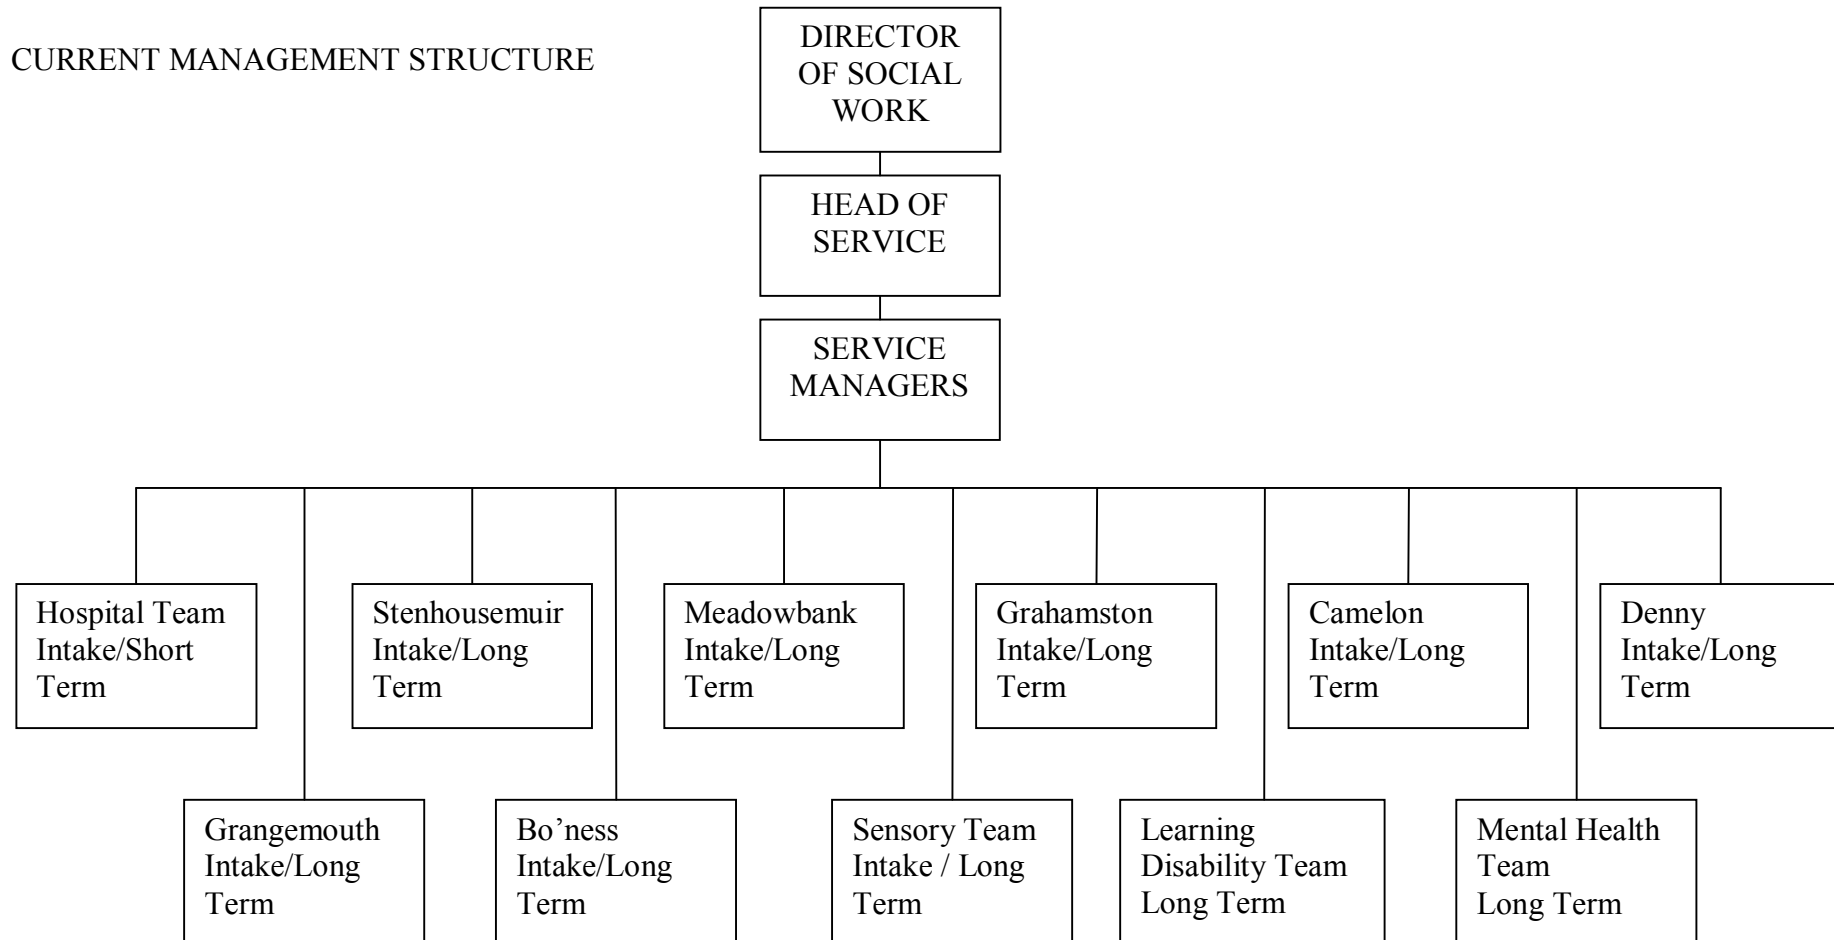 CURRENT MANAGEMENT STRUCTURE
DIRECTOR
OF SOCIAL
WORK
HEAD OF
SERVICE
SERVICE
MANAGERS
Hospital Team
Intake/Short
Term
Stenhousemuir
Intake/Long
Term
Meadowbank
Intake/Long
Term
Grahamston
Intake/Long
Term
Camelon
Intake/Long
Term
Denny
Intake/Long
Term
Grangemouth
Intake/Long
Term
Bo’ness
Intake/Long
Term
Sensory Team
Intake / Long
Term
Learning
Disability Team
Long Term
Mental Health
Team
Long Term